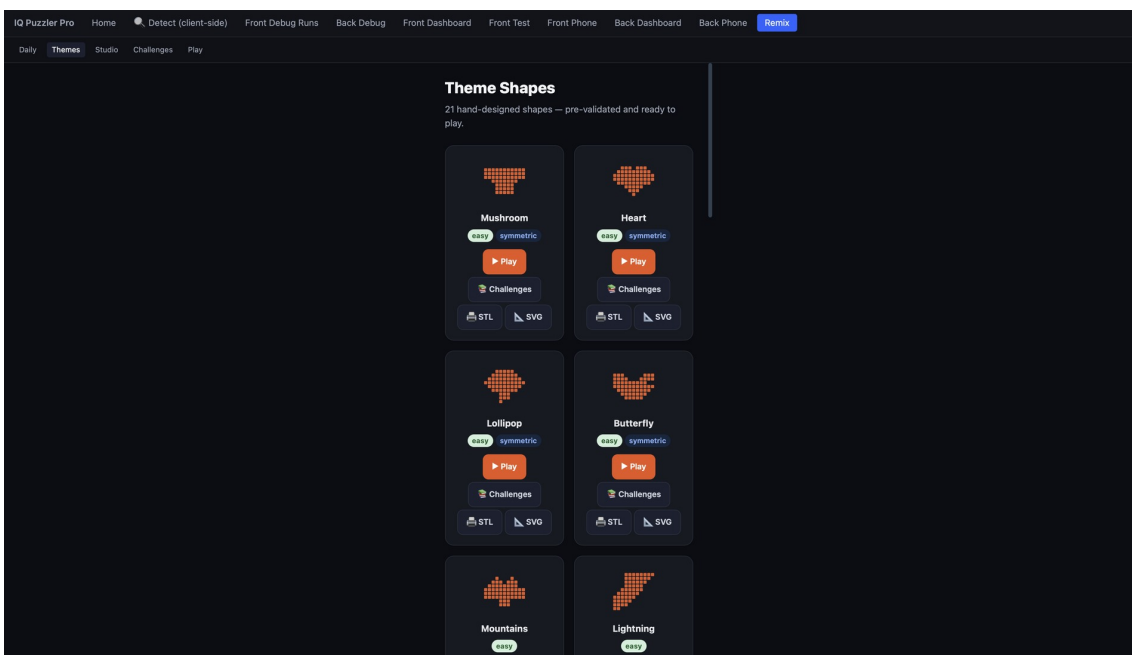 IQ Puzzler Pro Home Detect (client-side) Front Debug Runs Back Debug Front Dashboard Front Test Front Phone Back Dashboard Back Phone Remix
Daily Themes Studio Challenges Play
Theme Shapes
21 hand-designed shapes — pre-validated and ready to
play.
Mushroom Heart
easy symmetric easy symmetric
▶ Play ▶ Play
Challenges Challenges
STL SVG STL SVG
Lollipop Butterfly
easy symmetric easy symmetric
▶ Play ▶ Play
Challenges Challenges
STL SVG STL SVG
Mountains Lightning
easy easy